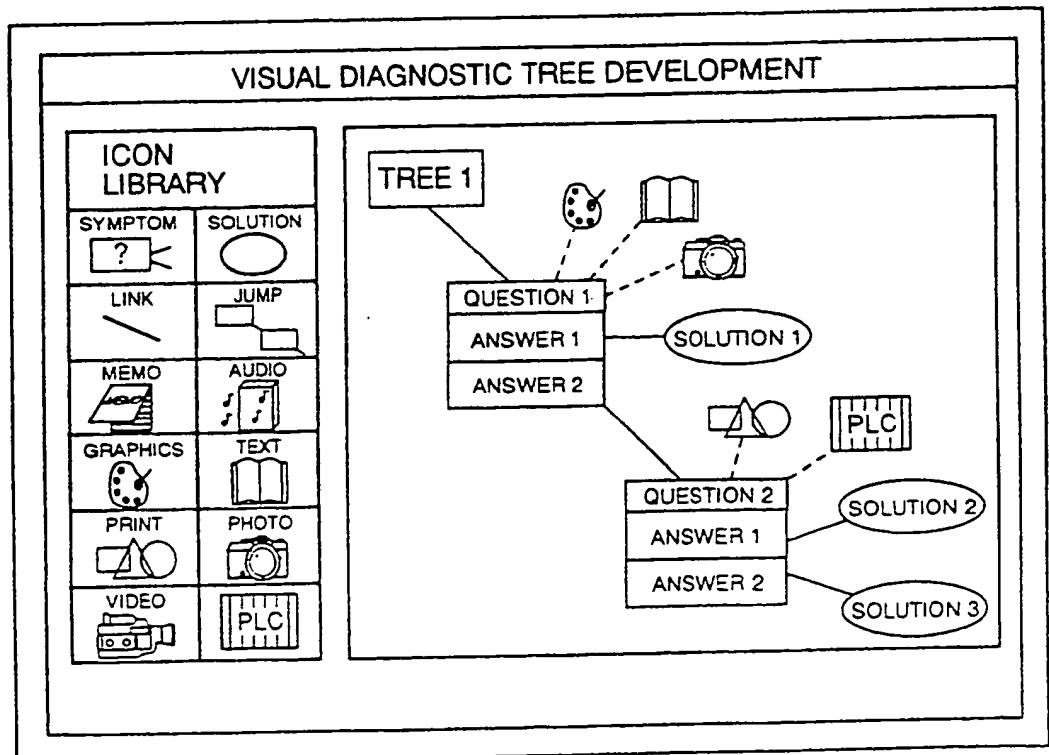 VISUAL DIAGNOSTIC TREE DEVELOPMENT
ICON
LIBRARY
SYMPTOM
SOLUTION
?
LINK
JUMP
MEMO
AUDIO
GRAPHICS
TEXT
PRINT
PHOTO
VIDEO
PLC
TREE 1
QUESTION 1
ANSWER 1
SOLUTION 1
ANSWER 2
PLC
QUESTION 2
ANSWER 1
SOLUTION 2
ANSWER 2
SOLUTION 3